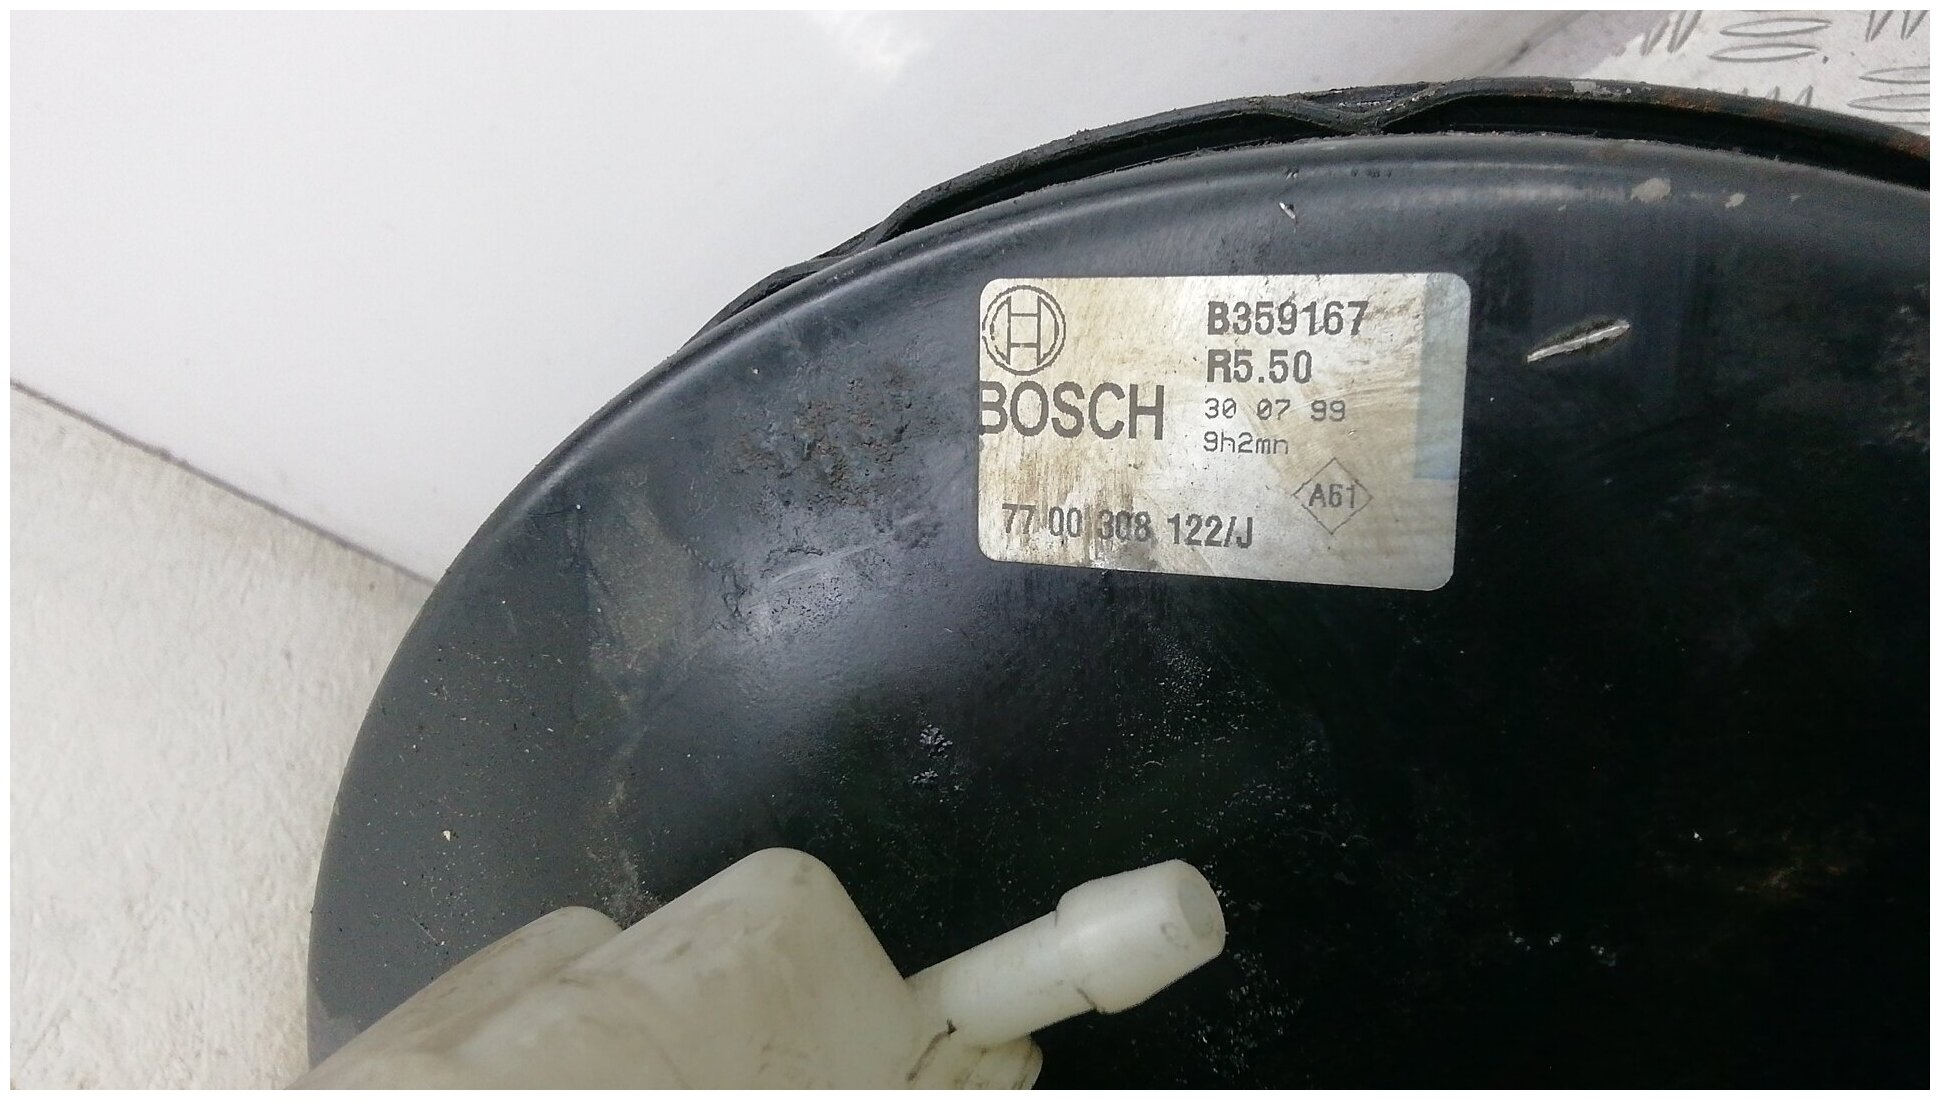 BOSCH
B359167
R5.50
30 07 99
9h2mn
A61
77 00 308 122/J